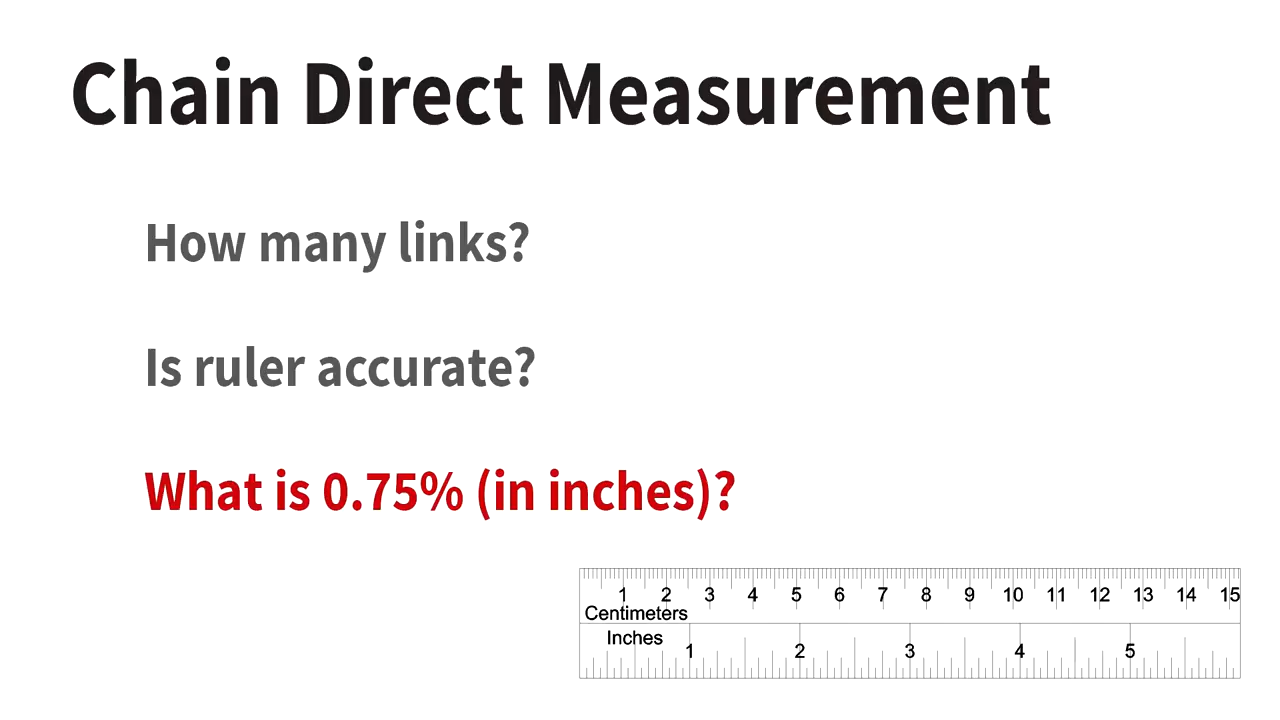 Chain Direct Measurement
How many links?
Is ruler accurate?
What is 0.75% (in inches)?
1 2 3 4 5 6 7 8 9 10 11 12 13 14 15
Centimeters
Inches
1 2 3 4 5